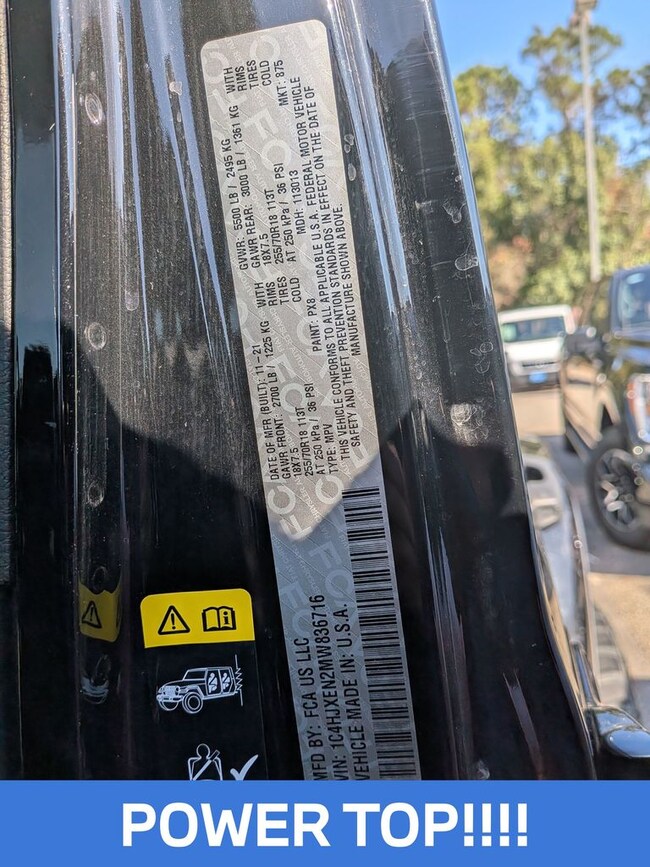 MFD BY: FCA US LLC
DATE OF MFR (BUILT): 11-21
GVWR: 5500 LB / 2495 KG
GAWR FRONT: 2700 LB / 1225 KG WITH
GAWR REAR: 3000 LB / 1361 KG WITH
18X7.5 RIMS
18X7.5 RIMS
255/70R18 113T TIRES
255/70R18 113T TIRES
AT 250 kPa / 36 PSI COLD
AT 250 kPa / 36 PSI COLD
TYPE: MPV
PAINT: PX8
MDH: 113013
MKT: 875
THIS VEHICLE CONFORMS TO ALL APPLICABLE U.S.A. FEDERAL MOTOR VEHICLE
SAFETY AND THEFT PREVENTION STANDARDS IN EFFECT ON THE DATE OF
MANUFACTURE SHOWN ABOVE.
VIN: 1C4HJXEN2MW836716
VEHICLE MADE IN: U.S.A.
POWER TOP!!!!